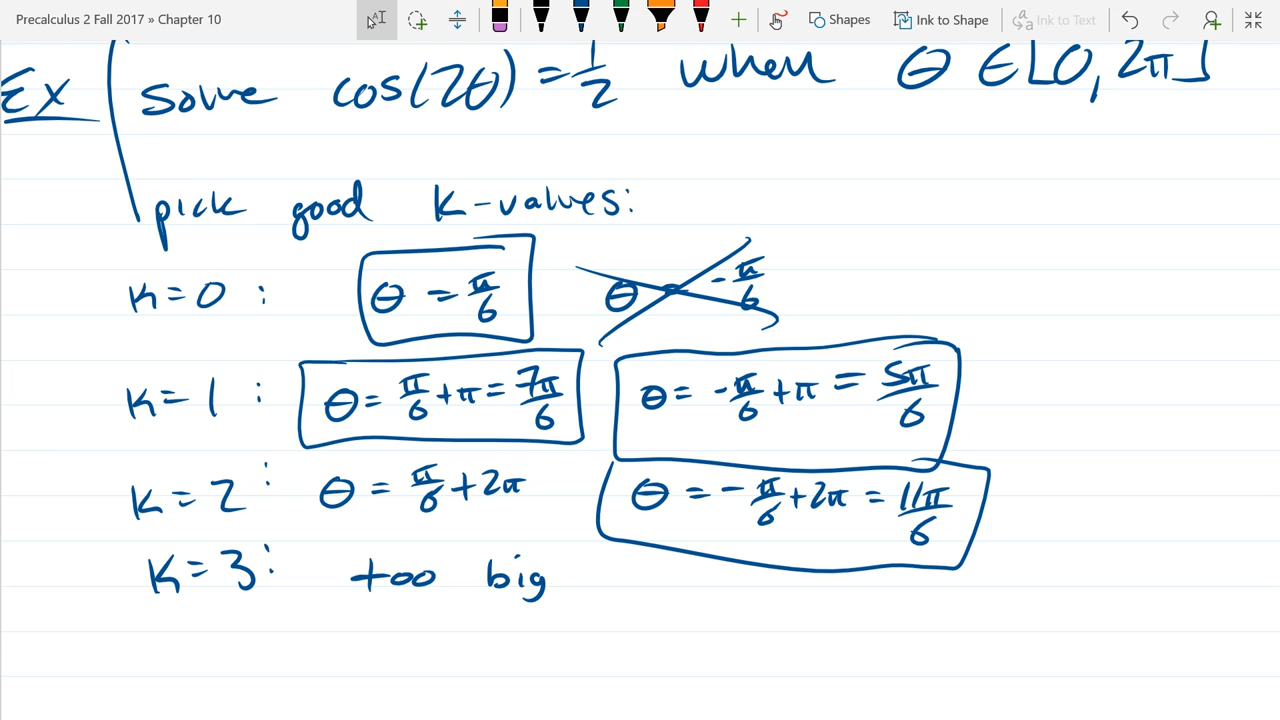 Precalculus 2 Fall 2017 » Chapter 10
Shapes
Ink to Shape
Ink to Text
Ex solve cos(2θ) = 1/2 when θ ∈ [0, 2π]
pick good k-values:
k=0 : θ = π/6 θ = -π/6
k=1 : θ = π/6 + π = 7π/6 θ = -π/6 + π = 5π/6
k=2 : θ = π/6 + 2π θ = -π/6 + 2π = 11π/6
k=3 : too big